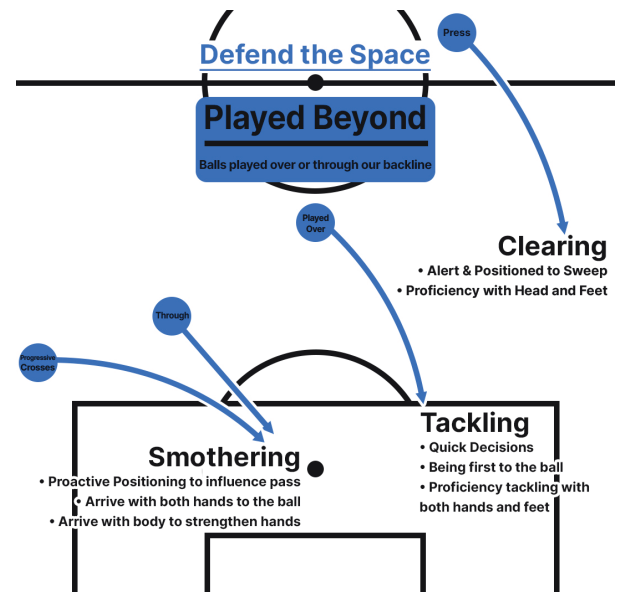 Defend the Space
Press
Played Beyond
Balls played over or through our backline
Played
Over
Clearing
• Alert & Positioned to Sweep
• Proficiency with Head and Feet
Through
Progressive
Crosses
Tackling
• Quick Decisions
• Being first to the ball
• Proficiency tackling with
both hands and feet
Smothering
• Proactive Positioning to influence pass
• Arrive with both hands to the ball
• Arrive with body to strengthen hands